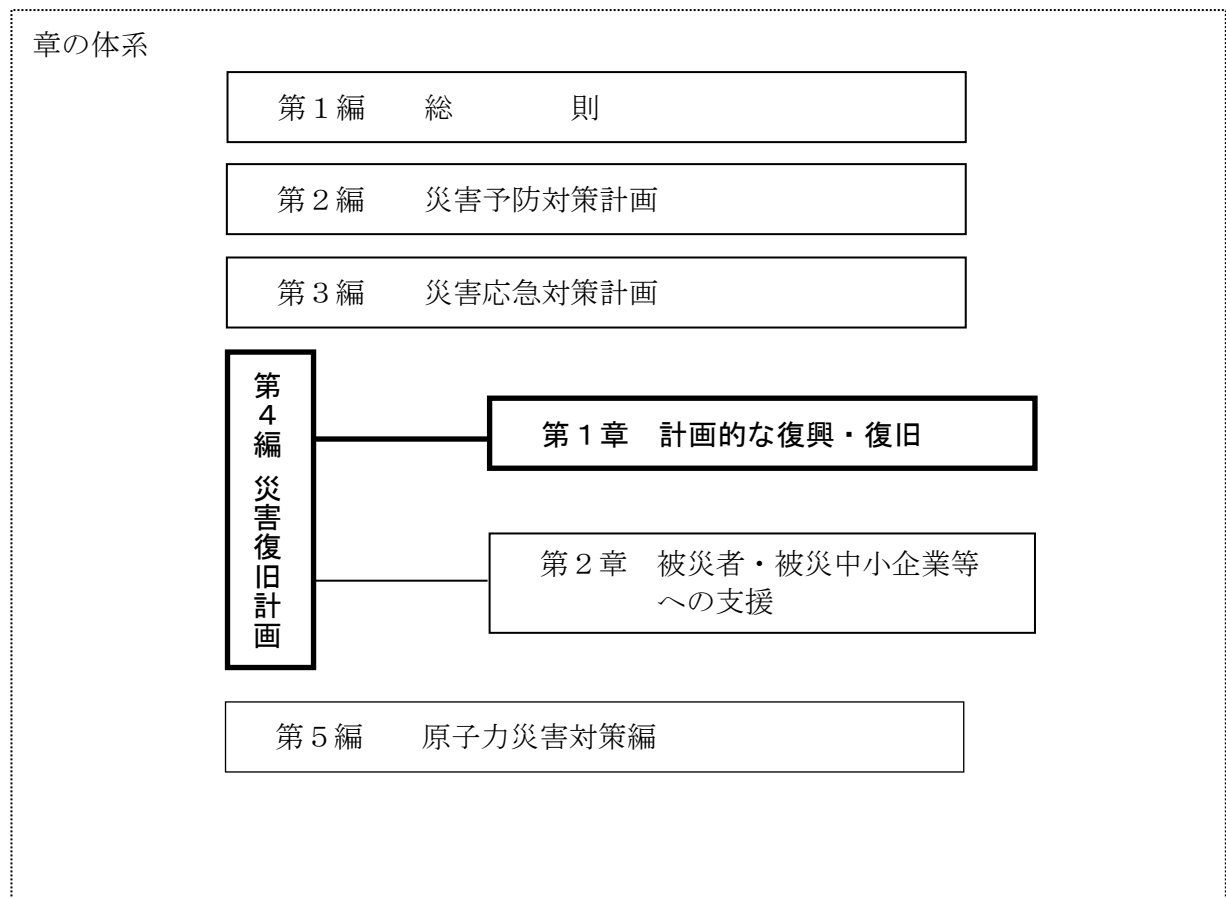 章の体系
第１編　総　　　則
第２編　災害予防対策計画
第３編　災害応急対策計画
第４編 災害復旧計画
第１章　計画的な復興・復旧
第２章　被災者・被災中小企業等
への支援
第５編　原子力災害対策編